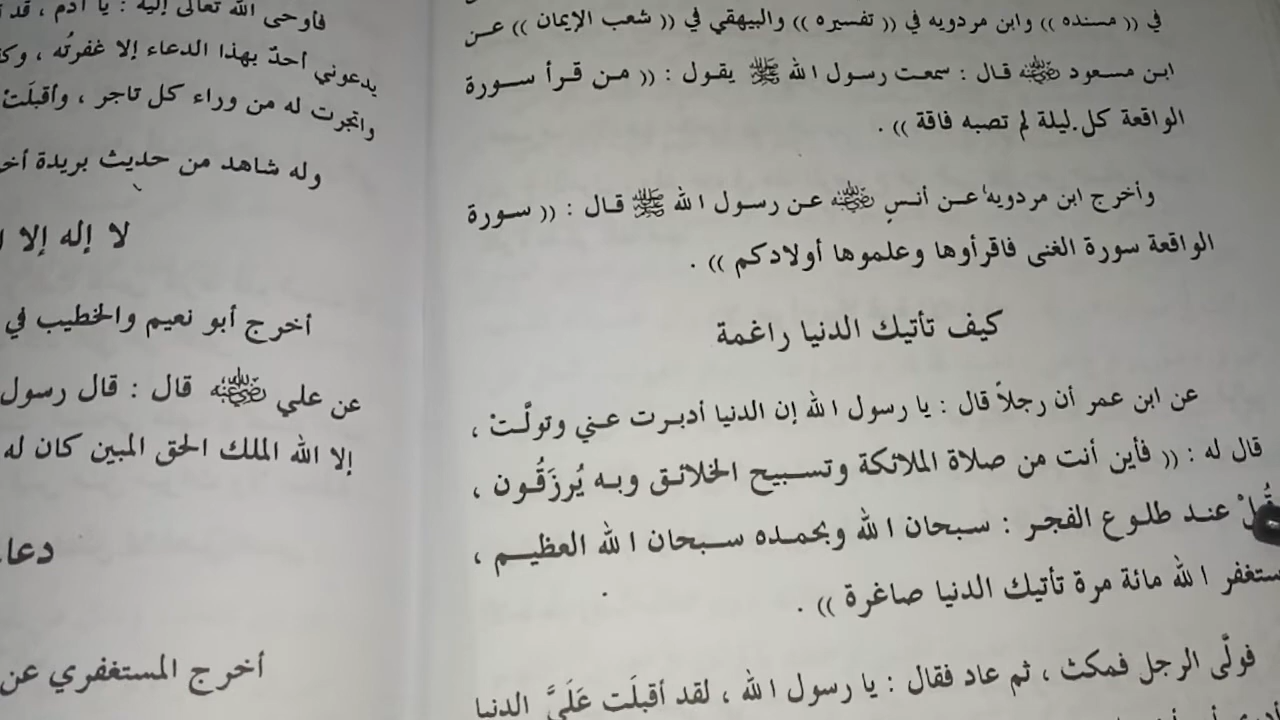 في (( مسنده )) وابن مردويه في (( تفسيره )) والبيهقي في (( شعب الإيمان )) عن
ابن مسعود رضي الله عنه قال : سمعت رسول الله ﷺ يقول : (( من قرأ سورة
الواقعة كل ليلة لم تصبه فاقة )) .
وأخرج ابن مردويه عن أنسٍ رضي الله عنه عن رسول الله ﷺ قال : (( سورة
الواقعة سورة الغنى فاقرأوها وعلموها أولادكم )) .
كيف تأتيك الدنيا راغمة
عن ابن عمر أن رجلاً قال : يا رسول الله إن الدنيا أدبرت عني وتولَّتْ ،
قال له : (( فأين أنت من صلاة الملائكة وتسبيح الخلائق وبه يُرزَقُون ،
قُلْ عند طلوع الفجر : سبحان الله وبحمده سبحان الله العظيم ،
ستغفر الله مائة مرة تأتيك الدنيا صاغرة )) .
فولَّى الرجل فمكث ، ثم عاد فقال : يا رسول الله ، لقد أقبلَت عَلَيَّ الدنيا
فأوحى الله تعالى إليه : يا آدم ، قد
يدعوني أحدٌ بهذا الدعاء إلا غفرتُه ،
واتجرت له من وراء كل تاجر ، وأقبلَتْ
وله شاهد من حديث بريدة
لا إله إلا
أخرج أبو نعيم والخطيب في
عن علي رضي الله عنه قال : قال رسول
إلا الله الملك الحق المبين كان له
دعاء
أخرج المستغفري عن